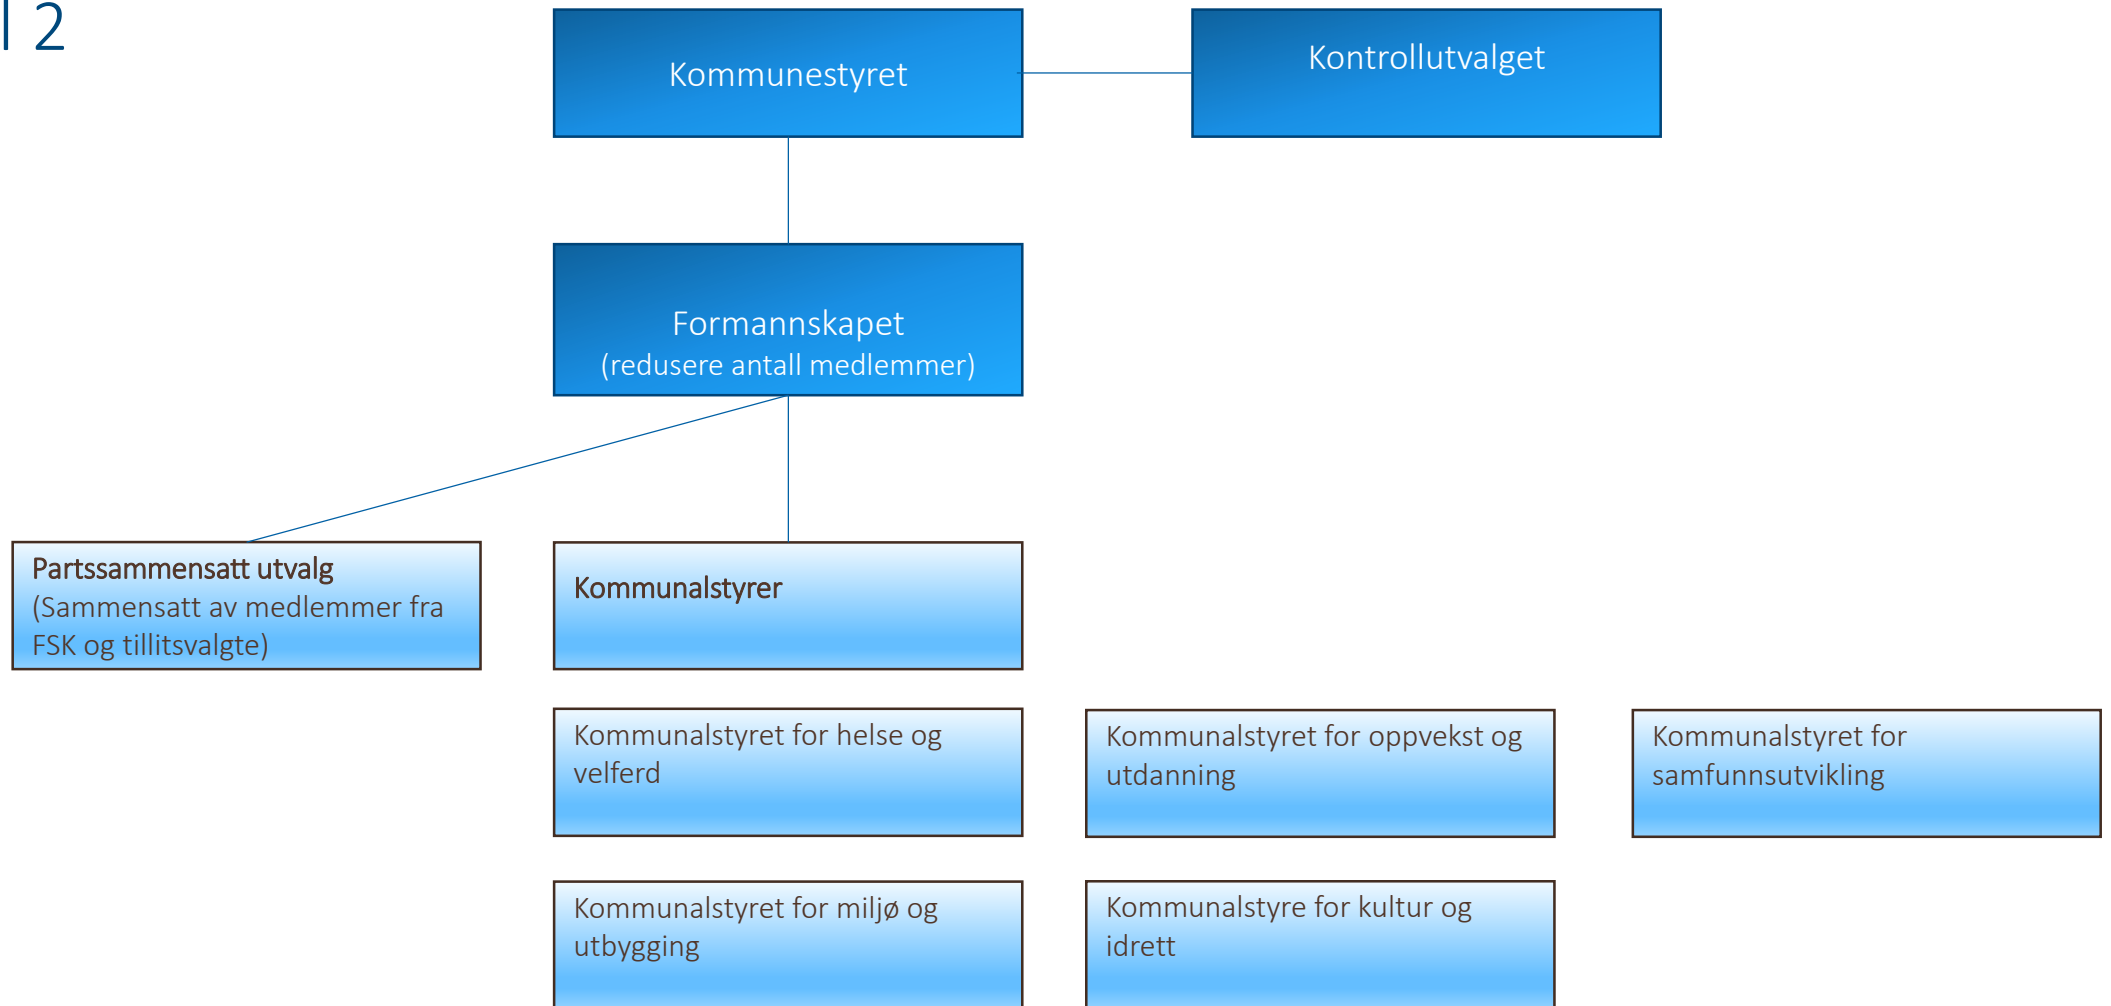 l 2
Kommunestyret
Kontrollutvalget
Formannskapet
(redusere antall medlemmer)
Partssammensatt utvalg
(Sammensatt av medlemmer fra
FSK og tillitsvalgte)
Kommunalstyrer
Kommunalstyret for helse og
velferd
Kommunalstyret for oppvekst og
utdanning
Kommunalstyret for
samfunnsutvikling
Kommunalstyret for miljø og
utbygging
Kommunalstyre for kultur og
idrett